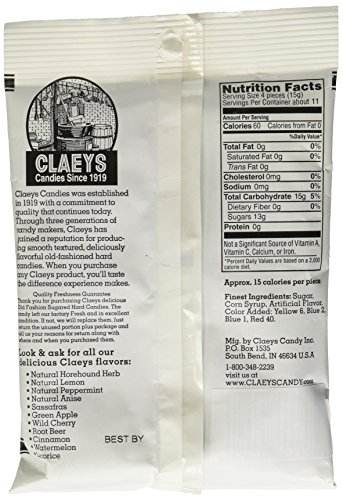 CLAEYS
Candies Since 1919
Claeys Candies was established
in 1919 with a commitment to
quality that continues today.
Through three generations of
candy makers, Claeys has
gained a reputation for produc-
ing smooth textured, deliciously
flavorful old-fashioned hard
candies. When you purchase
any Claeys product, you'll taste
the difference experience makes.
Quality Freshness Guarantee
Thank you for purchasing Claeys delicious
Old Fashion Sugared Hard Candies. The
candy left our factory Fresh and in excellent
condition. If not, we will replace them. Just
return the unused portion plus package and
tell us your reasons for return. Note when and
where and when you purchased them.
Look & ask for all our
delicious Claeys flavors:
• Natural Horehound Herb
• Natural Lemon
• Natural Peppermint
• Natural Anise
• Sassafras
• Green Apple
• Wild Cherry
• Root Beer
• Cinnamon
• Watermelon
• Licorice
BEST BY
Nutrition Facts
Serving Size 4 pieces (15g)
Servings Per Container about 11
Amount Per Serving
Calories 60 Calories from Fat 0
%Daily Value*
Total Fat 0g 0%
Saturated Fat 0g 0%
Trans Fat 0g
Cholesterol 0mg 0%
Sodium 0mg 0%
Total Carbohydrate 15g 5%
Dietary Fiber 0g 0%
Sugars 13g
Protein 0g
Not a Significant Source of Vitamin A,
Vitamin C, Calcium, or Iron.
*Percent Daily Values are based on a 2,000
calorie diet.
Approx. 15 calories per piece
Finest Ingredients: Sugar,
Corn Syrup, Artificial Flavor,
Color Added: Yellow 6, Blue 2,
Blue 1, Red 40.
Mfg. by Claeys Candy Inc.
P.O. Box 1535
South Bend, IN 46634 U.S.A
1-800-348-2239
visit us at
www.CLAEYSCANDY.com